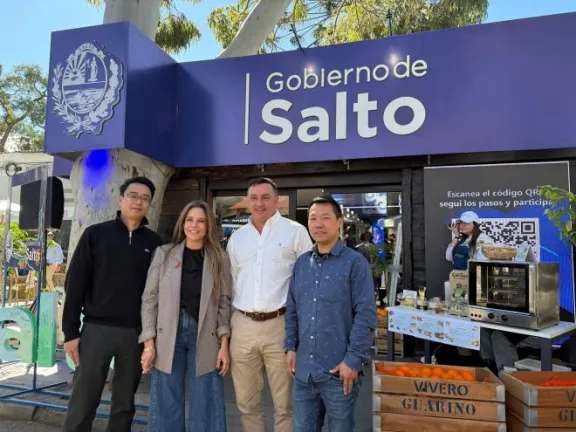 Gobierno de
Salto
Escanea el código QR,
seguí los pasos y participá
VIVERO
GUARINO